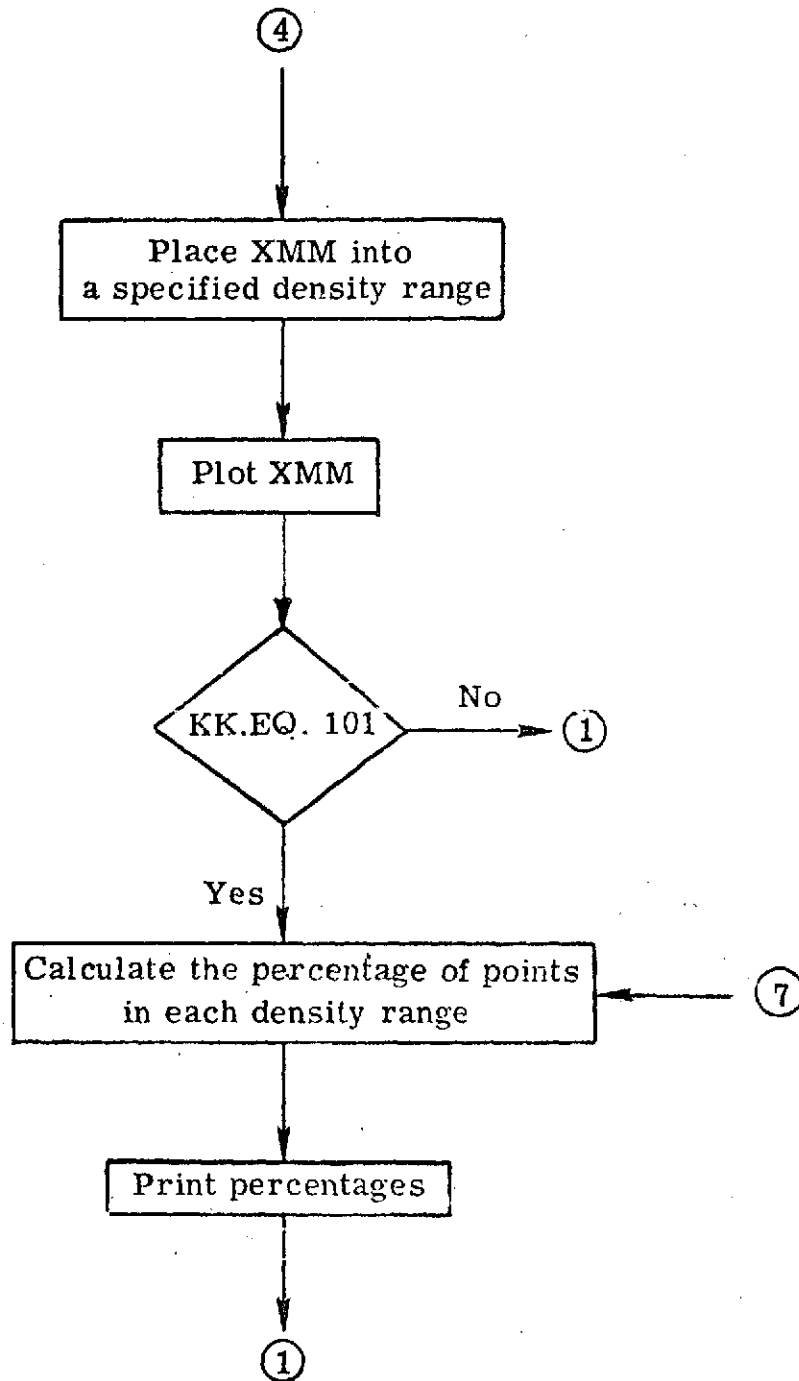 4
Place XMM into
a specified density range
Plot XMM
KK.EQ. 101
No
1
Yes
Calculate the percentage of points
in each density range
7
Print percentages
1